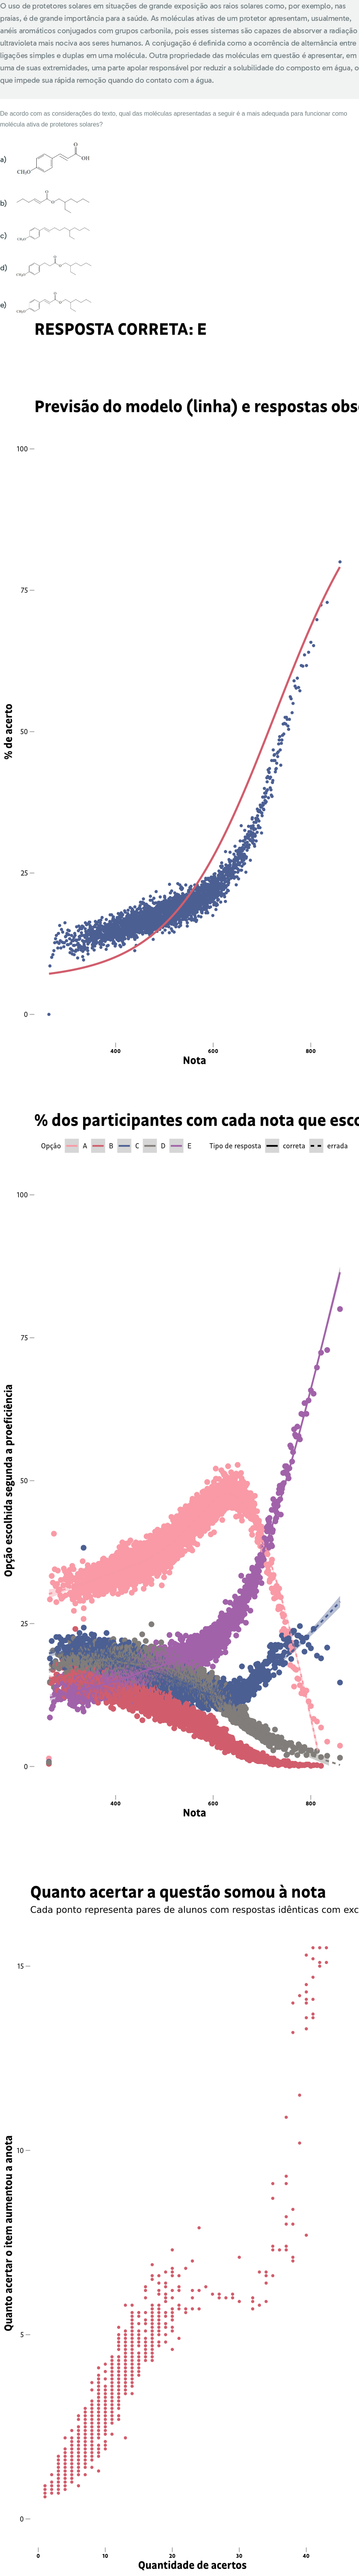 O uso de protetores solares em situações de grande exposição aos raios solares como, por exemplo, nas
praias, é de grande importância para a saúde. As moléculas ativas de um protetor apresentam, usualmente,
anéis aromáticos conjugados com grupos carbonila, pois esses sistemas são capazes de absorver a radiação
ultravioleta mais nociva aos seres humanos. A conjugação é definida como a ocorrência de alternância entre
ligações simples e duplas em uma molécula. Outra propriedade das moléculas em questão é apresentar, em
uma de suas extremidades, uma parte apolar responsável por reduzir a solubilidade do composto em água, o
que impede sua rápida remoção quando do contato com a água.
De acordo com as considerações do texto, qual das moléculas apresentadas a seguir é a mais adequada para funcionar como
molécula ativa de protetores solares?
a) O OH CH₃O
b) O O
c) CH₃O
d) O O CH₃O
e) O O CH₃O
RESPOSTA CORRETA: E
Previsão do modelo (linha) e respostas obs
100
75
50
25
0
% de acerto
400 600 800
Nota
% dos participantes com cada nota que esco
Opção A B C D E Tipo de resposta correta errada
100
75
50
25
0
Opção escolhida segunda a proeficiência
400 600 800
Nota
Quanto acertar a questão somou à nota
Cada ponto representa pares de alunos com respostas idênticas com exc
15
10
5
0
Quanto acertar o item aumentou a anota
0 10 20 30 40
Quantidade de acertos